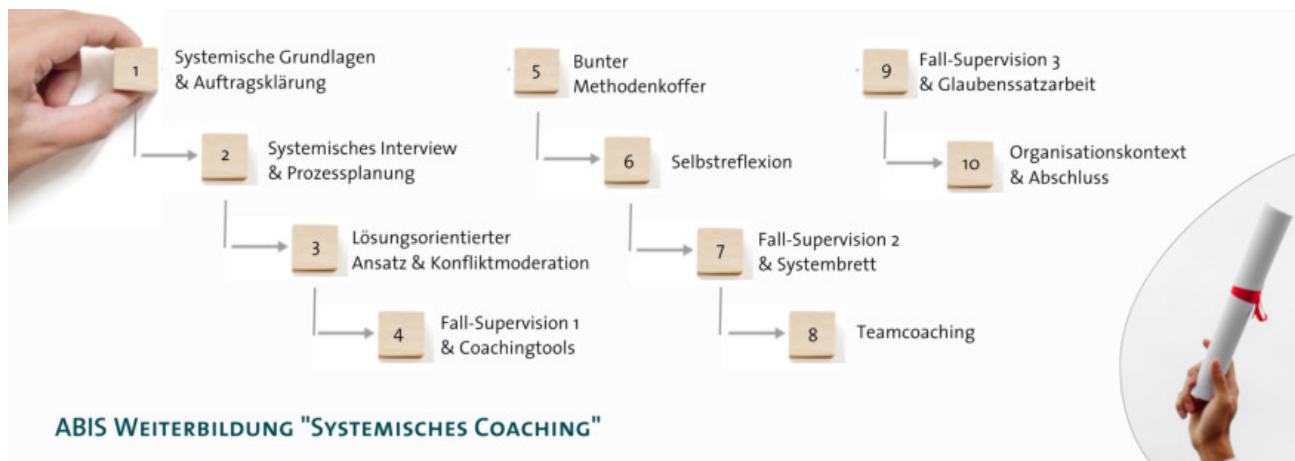 1
Systemische Grundlagen
& Auftragsklärung
2
Systemisches Interview
& Prozessplanung
3
Lösungsorientierter
Ansatz & Konfliktmoderation
4
Fall-Supervision 1
& Coachingtools
5
Bunter
Methodenkoffer
6
Selbstreflexion
7
Fall-Supervision 2
& Systembrett
8
Teamcoaching
9
Fall-Supervision 3
& Glaubenssatzarbeit
10
Organisationskontext
& Abschluss
ABIS WEITERBILDUNG "SYSTEMISCHES COACHING"